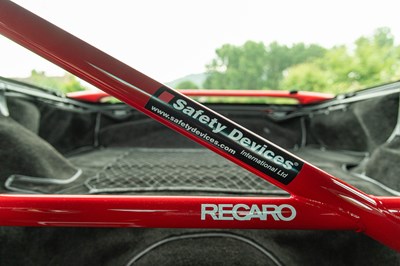 Safety Devices®
www.safetydevices.com International Ltd
RECARO